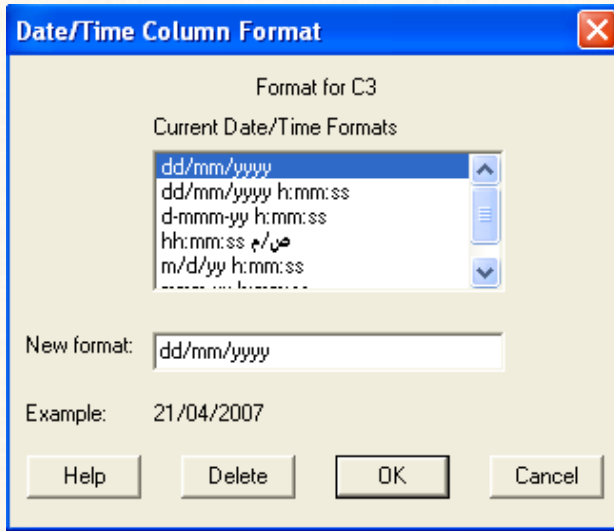 Date/Time Column Format
Format for C3
Current Date/Time Formats
dd/mm/yyyy
dd/mm/yyyy h:mm:ss
d-mmm-yy h:mm:ss
hh:mm:ss ص/م
m/d/yy h:mm:ss
New format: dd/mm/yyyy
Example: 21/04/2007
Help Delete OK Cancel